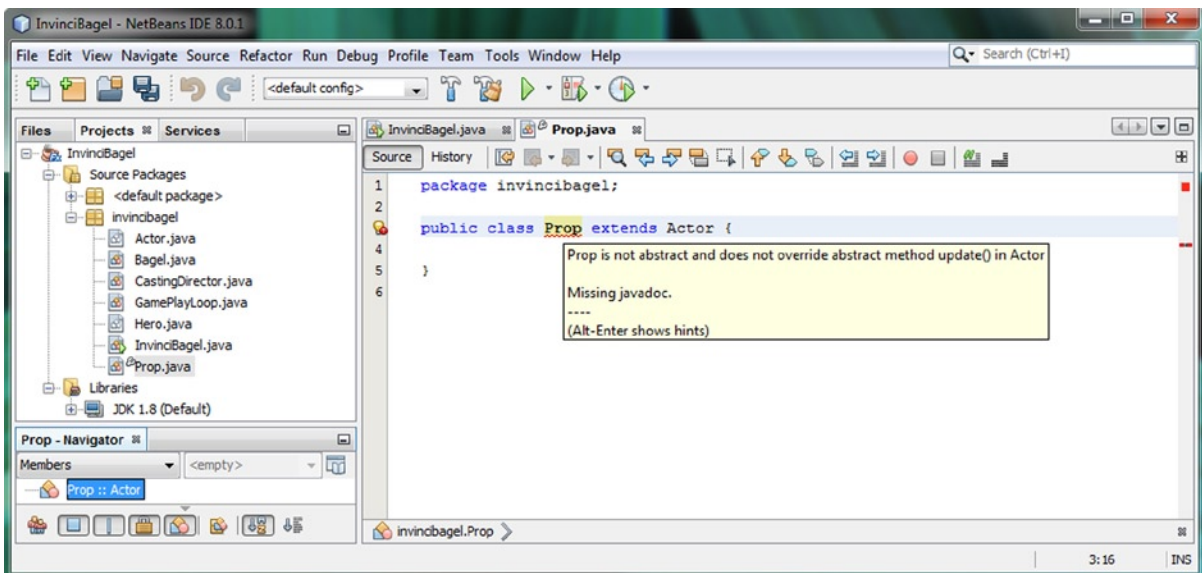 InvinciBagel - NetBeans IDE 8.0.1
File Edit View Navigate Source Refactor Run Debug Profile Team Tools Window Help
Search (Ctrl+I)
<default config>
Files Projects Services
InvinciBagel.java Prop.java
InvinciBagel
Source Packages
<default package>
invincibagel
Actor.java
Bagel.java
CastingDirector.java
GamePlayLoop.java
Hero.java
InvinciBagel.java
Prop.java
Libraries
JDK 1.8 (Default)
Source History
1 package invincibagel;
2
public class Prop extends Actor {
4
5 }
6
Prop is not abstract and does not override abstract method update() in Actor
Missing javadoc.
----
(Alt-Enter shows hints)
Prop - Navigator
Members <empty>
Prop :: Actor
invincibagel.Prop
3:16 INS